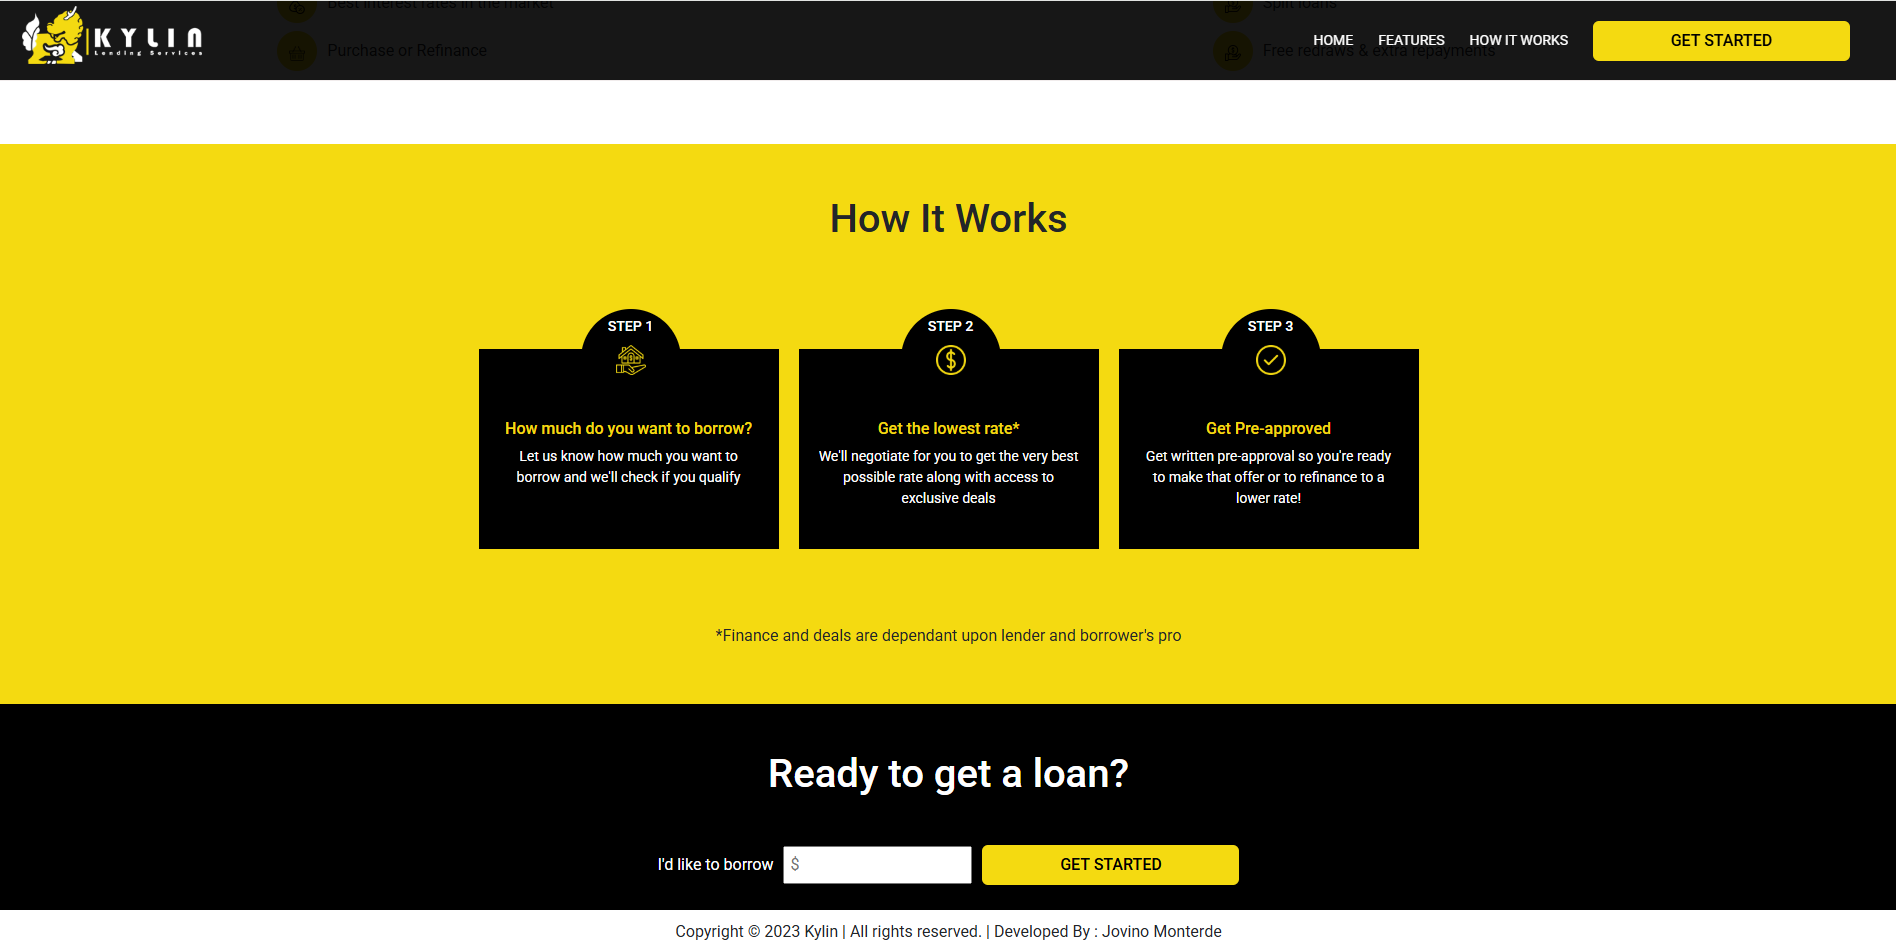 Best interest rates in the market
Split loans
KYLIN
Lending Services
Purchase or Refinance
Free redraws & extra repayments
HOME
FEATURES
HOW IT WORKS
GET STARTED
How It Works
STEP 1
How much do you want to borrow?
Let us know how much you want to
borrow and we'll check if you qualify
STEP 2
$
Get the lowest rate*
We'll negotiate for you to get the very best
possible rate along with access to
exclusive deals
STEP 3
Get Pre-approved
Get written pre-approval so you're ready
to make that offer or to refinance to a
lower rate!
*Finance and deals are dependant upon lender and borrower's pro
Ready to get a loan?
I'd like to borrow
$
GET STARTED
Copyright © 2023 Kylin | All rights reserved. | Developed By : Jovino Monterde